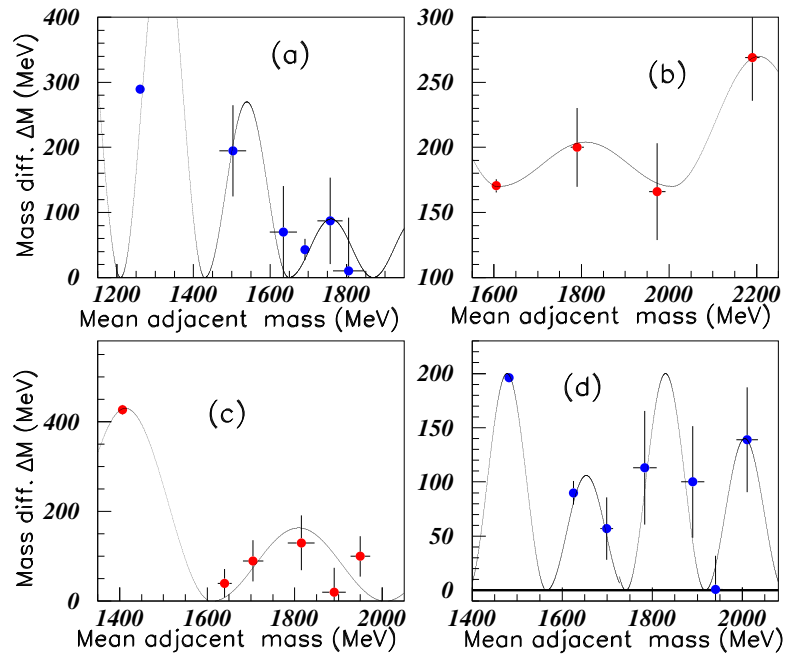 Mass diff. ΔM (MeV)
400
300
200
100
0
(a)
1200 1400 1600 1800
Mean adjacent mass (MeV)
300
250
200
150
100
(b)
1600 1800 2000 2200
Mean adjacent mass (MeV)
Mass diff. ΔM (MeV)
400
200
0
(c)
1400 1600 1800 2000
Mean adjacent mass (MeV)
200
150
100
50
0
(d)
1400 1600 1800 2000
Mean adjacent mass (MeV)